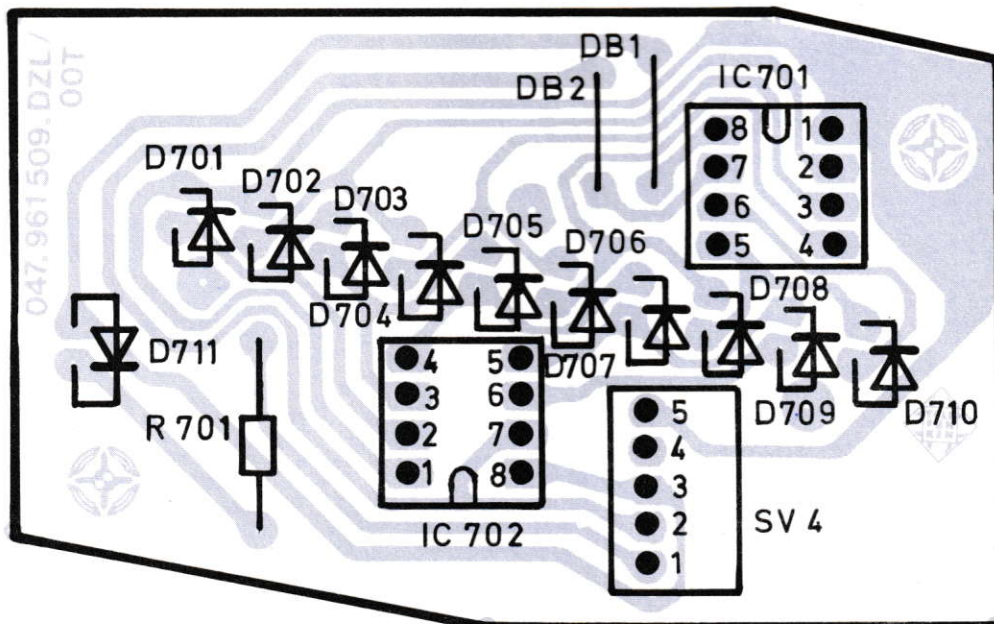 047.961509.DZL/
00T
DB1
DB2
IC701
8 1
7 2
6 3
5 4
D701
D702
D703
D704
D705
D706
D707
D708
D709
D710
D711
R 701
4 5
3 6
2 7
1 8
IC 702
5
4
3
2
1
SV 4